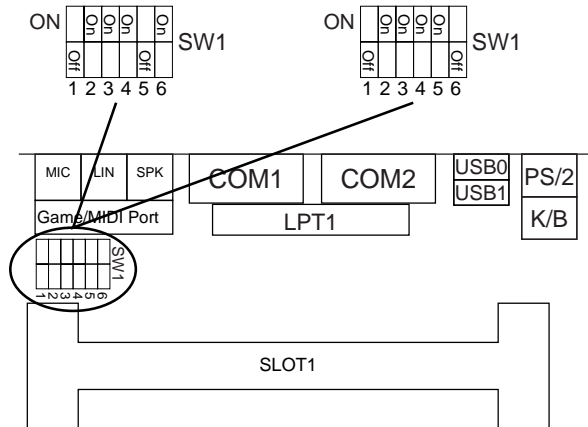 ON On On On On SW1
Off Off
1 2 3 4 5 6
ON On On On On SW1
Off Off
1 2 3 4 5 6
MIC LIN SPK
Game/MIDI Port
COM1 COM2
LPT1
USB0
USB1
PS/2
K/B
SW1
1 2 3 4 5 6
SLOT1